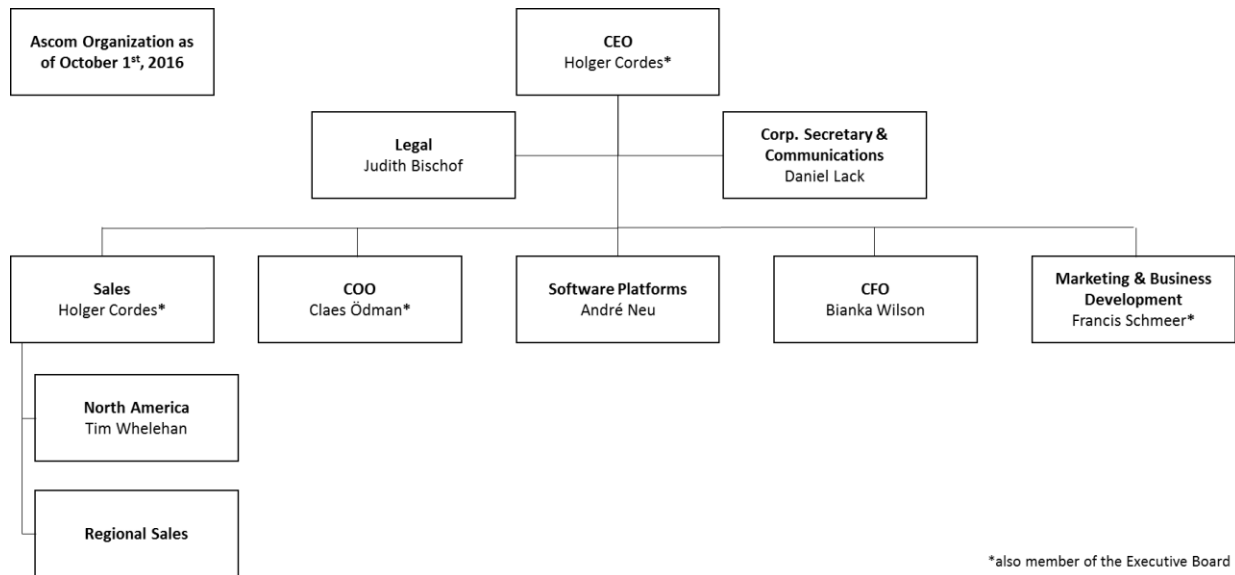 Ascom Organization as
of October 1st, 2016
CEO
Holger Cordes*
Legal
Judith Bischof
Corp. Secretary &
Communications
Daniel Lack
Sales
Holger Cordes*
COO
Claes Ödman*
Software Platforms
André Neu
CFO
Bianka Wilson
Marketing & Business
Development
Francis Schmeer*
North America
Tim Whelehan
Regional Sales
*also member of the Executive Board